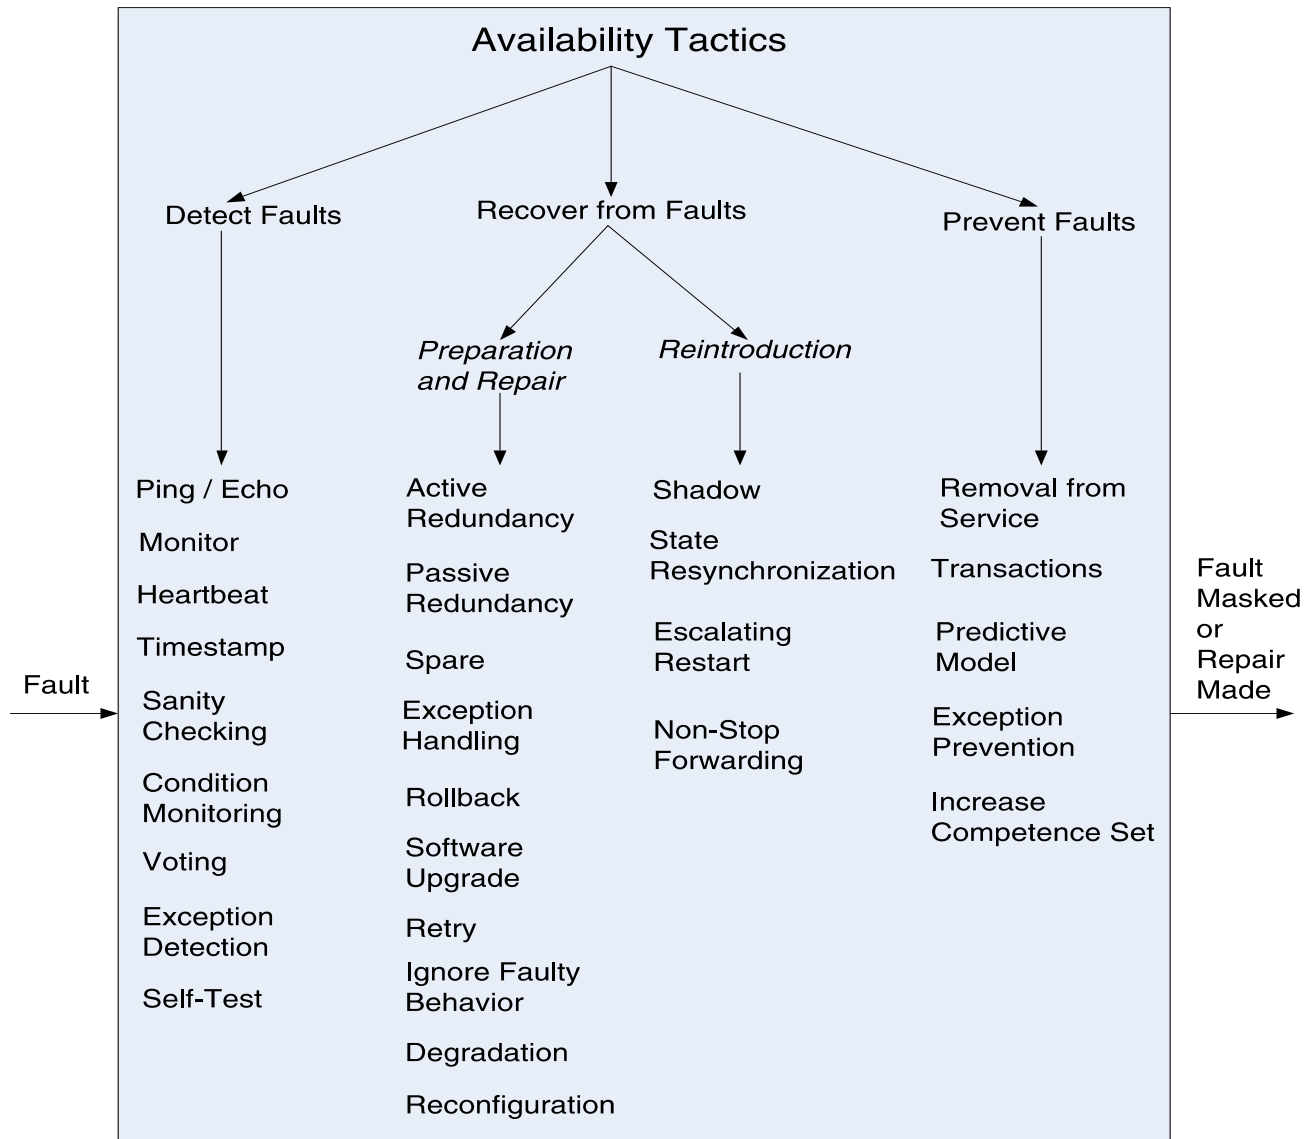 Availability Tactics
Detect Faults
Recover from Faults
Prevent Faults
Preparation
and Repair
Reintroduction
Ping / Echo
Monitor
Heartbeat
Timestamp
Sanity
Checking
Condition
Monitoring
Voting
Exception
Detection
Self-Test
Active
Redundancy
Passive
Redundancy
Spare
Exception
Handling
Rollback
Software
Upgrade
Retry
Ignore Faulty
Behavior
Degradation
Reconfiguration
Shadow
State
Resynchronization
Escalating
Restart
Non-Stop
Forwarding
Removal from
Service
Transactions
Predictive
Model
Exception
Prevention
Increase
Competence Set
Fault
Fault
Masked
or
Repair
Made